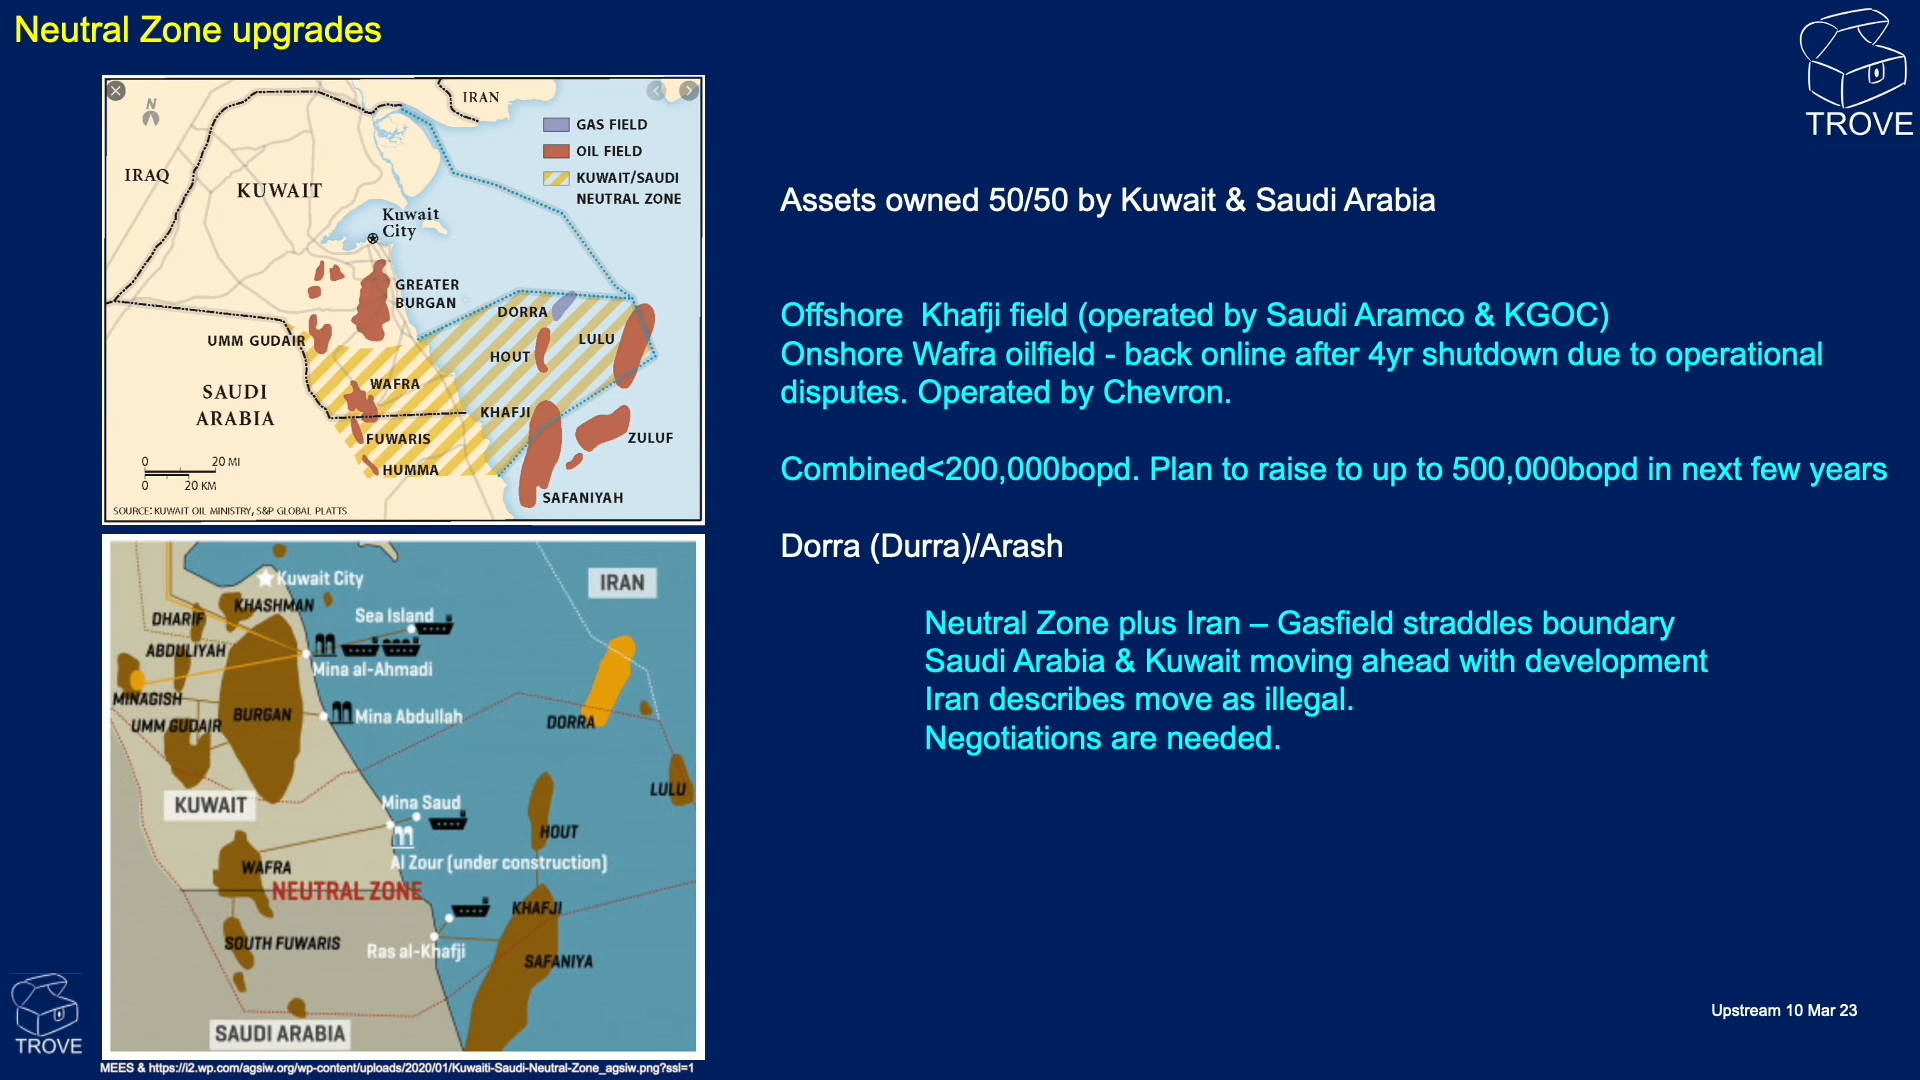 Neutral Zone upgrades
TROVE
N
IRAN
GAS FIELD
OIL FIELD
KUWAIT/SAUDI
NEUTRAL ZONE
IRAQ
KUWAIT
Kuwait
City
GREATER
BURGAN
DORRA
LULU
UMM GUDAIR
HOUT
WAFRA
SAUDI
ARABIA
KHAFJI
FUWARIS
ZULUF
HUMMA
0 20 MI
0 20 KM
SAFANIYAH
SOURCE: KUWAIT OIL MINISTRY, S&P GLOBAL PLATTS
Assets owned 50/50 by Kuwait & Saudi Arabia
Offshore  Khafji field (operated by Saudi Aramco & KGOC)
Onshore Wafra oilfield - back online after 4yr shutdown due to operational
disputes. Operated by Chevron.
Combined<200,000bopd. Plan to raise to up to 500,000bopd in next few years
Dorra (Durra)/Arash
Neutral Zone plus Iran – Gasfield straddles boundary
Saudi Arabia & Kuwait moving ahead with development
Iran describes move as illegal.
Negotiations are needed.
Kuwait City
IRAN
KHASHMAN
DHARIF
Sea Island
ABDULIYAH
Mina al-Ahmadi
MINAGISH
BURGAN
Mina Abdullah
UMM GUDAIR
DORRA
LULU
KUWAIT
Mina Saud
HOUT
Al Zour (under construction)
WAFRA
NEUTRAL ZONE
KHAFJI
SOUTH FUWARIS
Ras al-Khafji
SAFANIYA
SAUDI ARABIA
TROVE
Upstream 10 Mar 23
MEES & https://i2.wp.com/agsiw.org/wp-content/uploads/2020/01/Kuwaiti-Saudi-Neutral-Zone_agsiw.png?ssl=1